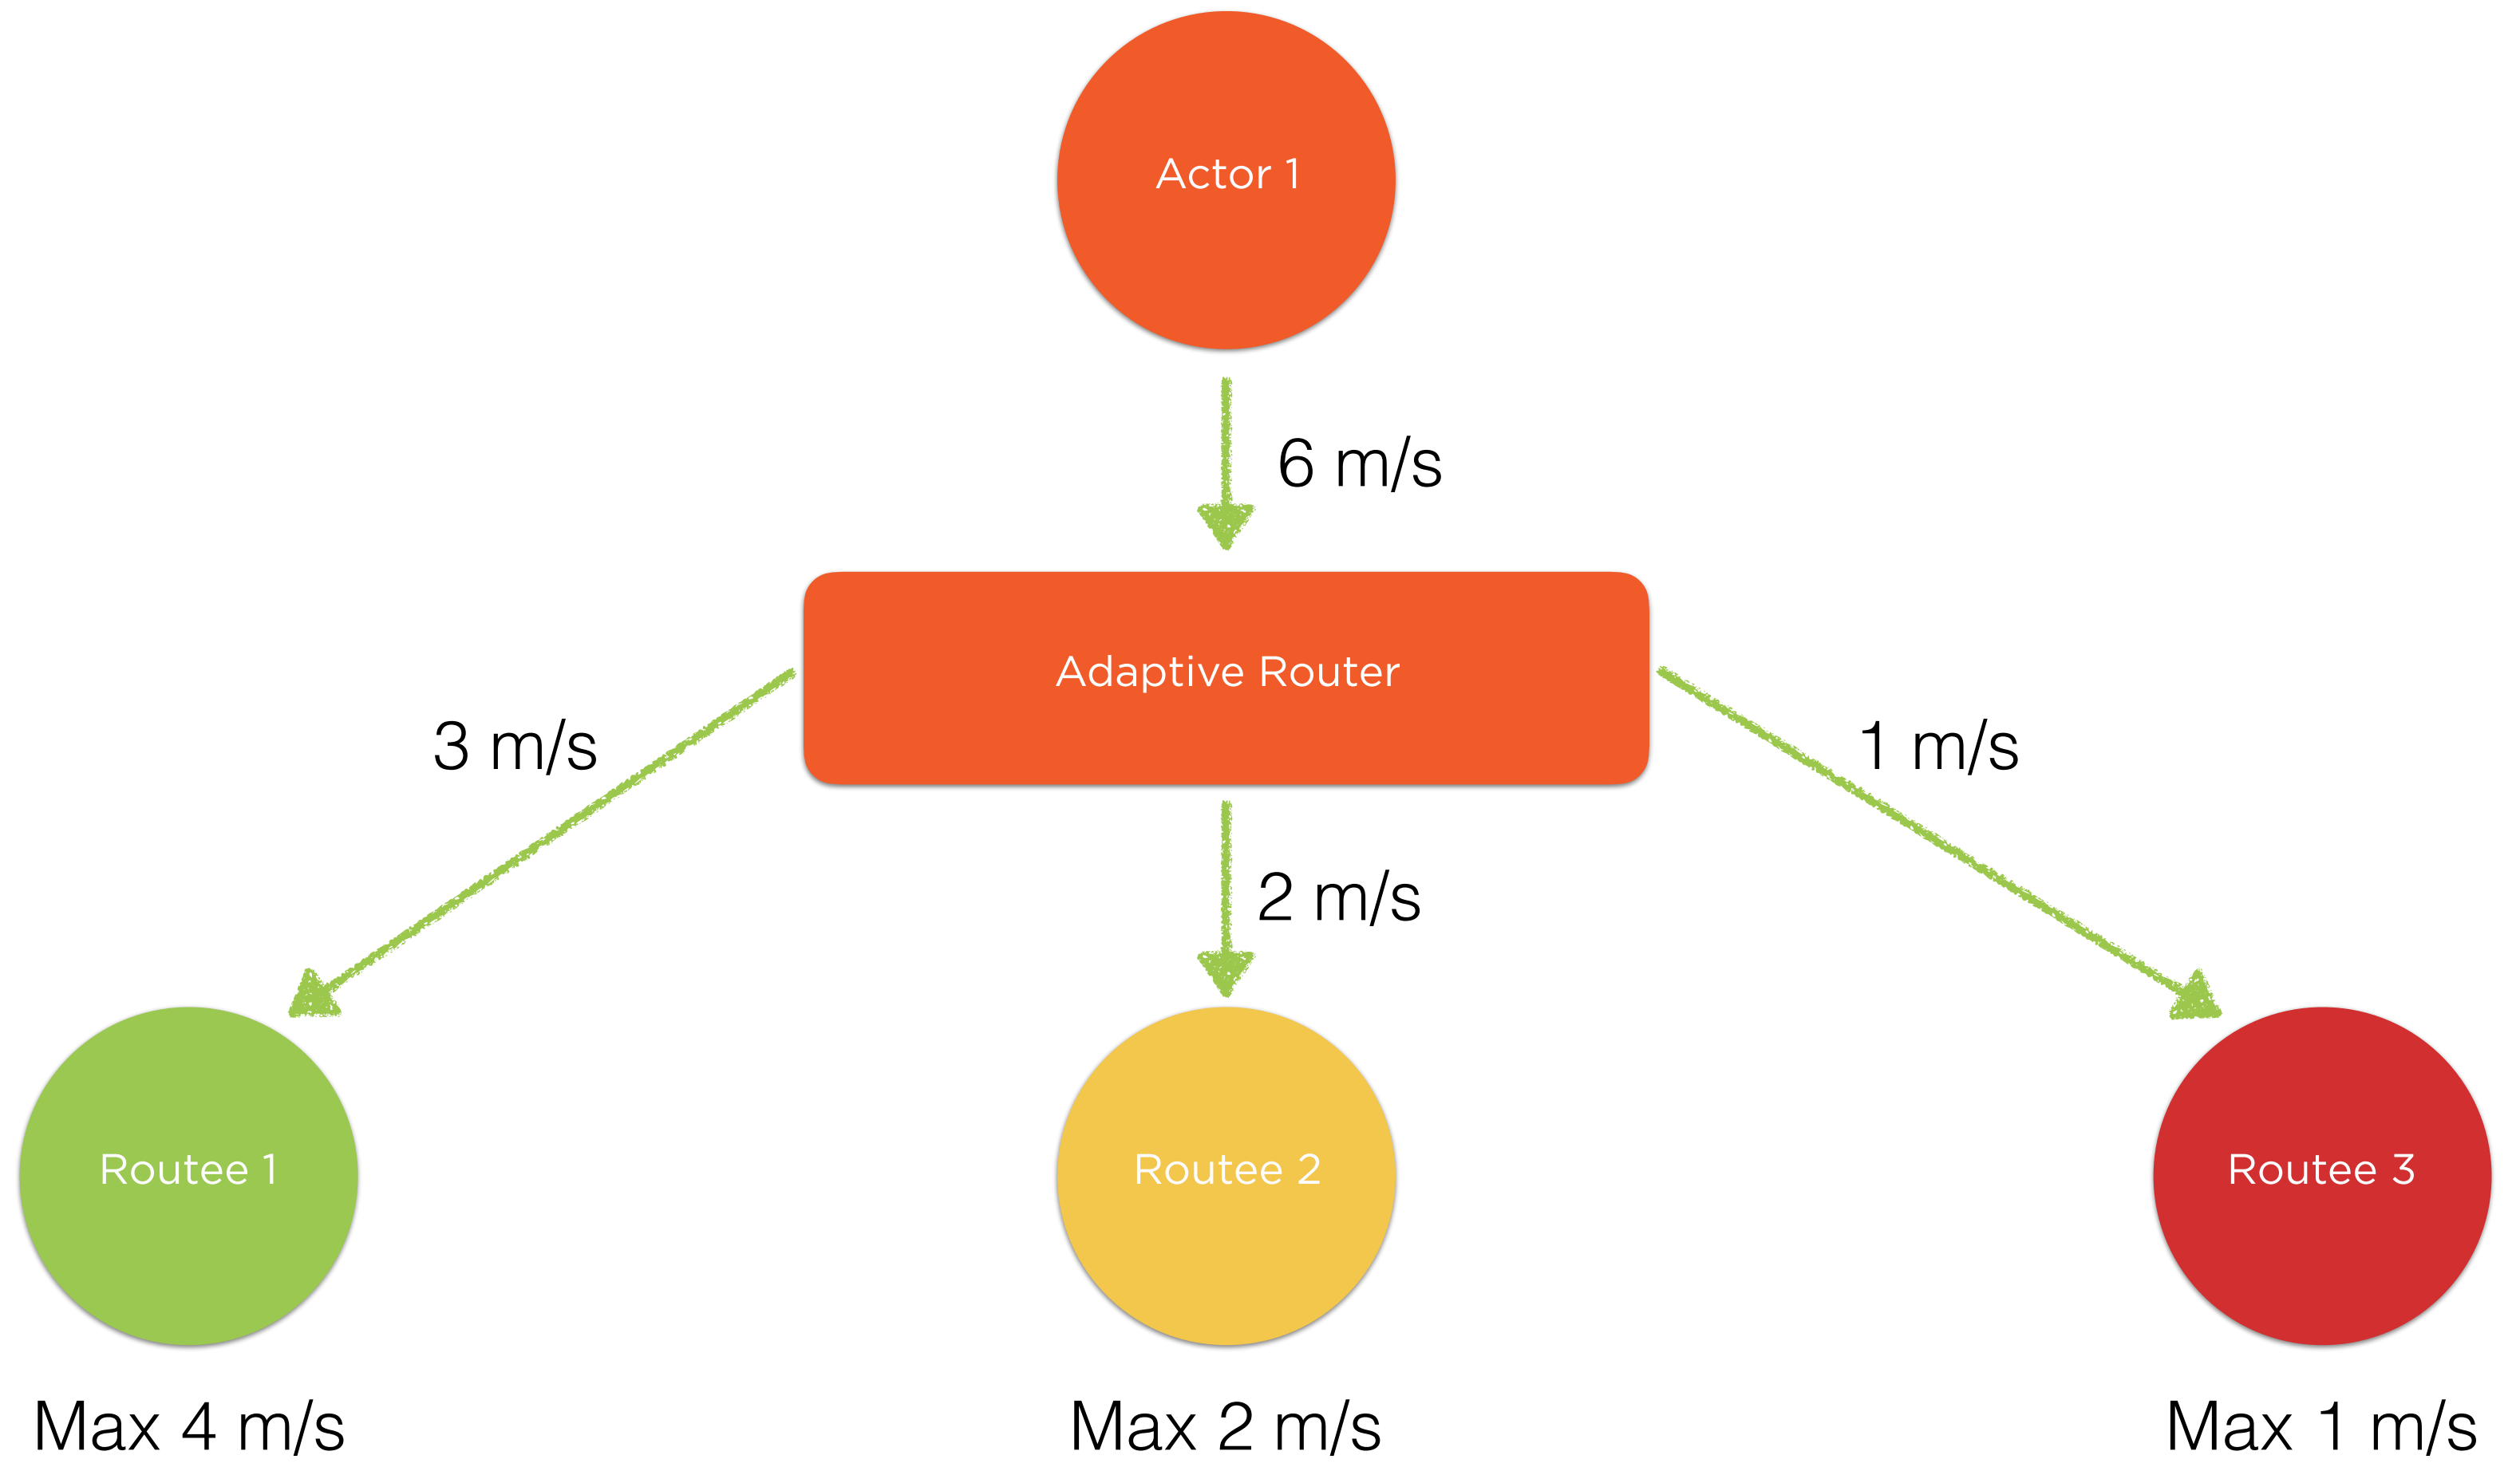 Actor 1
6 m/s
Adaptive Router
3 m/s
1 m/s
2 m/s
Routee 1
Routee 2
Routee 3
Max 4 m/s
Max 2 m/s
Max 1 m/s